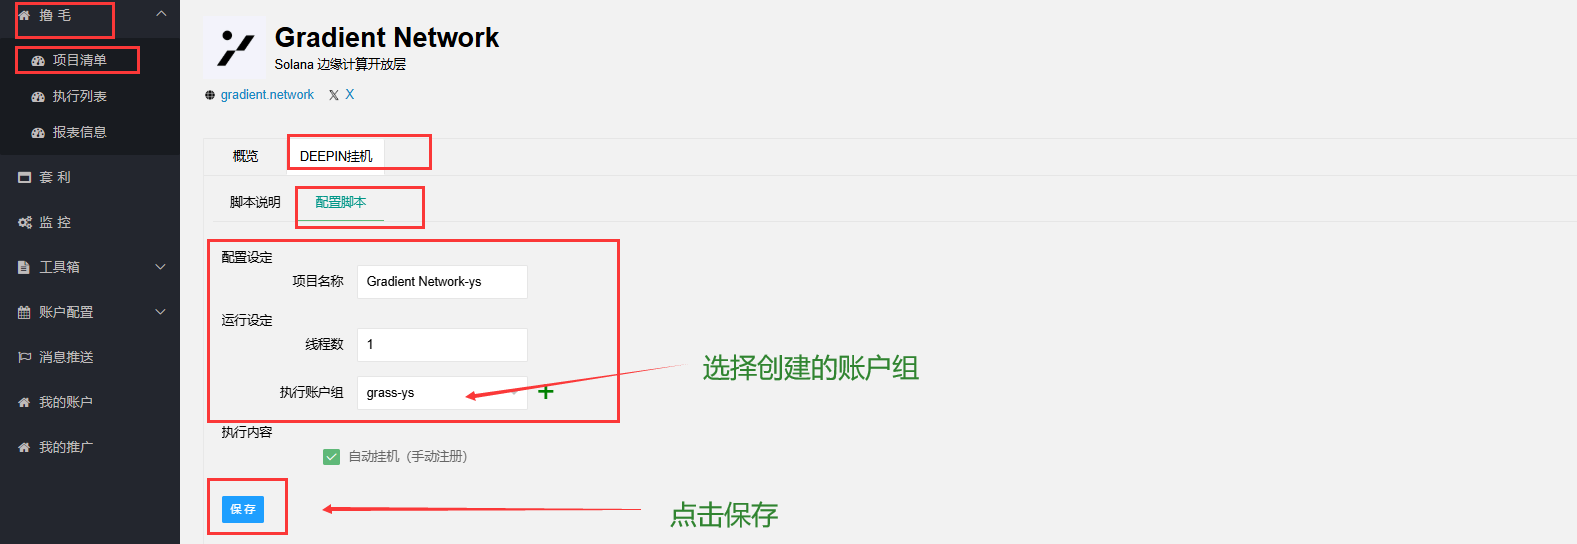 撸 毛
项目清单
执行列表
报表信息
套 利
监 控
工具箱
账户配置
消息推送
我的账户
我的推广
Gradient Network
Solana 边缘计算开放层
gradient.network X
概览 DEEPIN挂机
脚本说明 配置脚本
配置设定
项目名称 Gradient Network-ys
运行设定
线程数 1
执行账户组 grass-ys
选择创建的账户组
执行内容
自动挂机（手动注册）
保存
点击保存